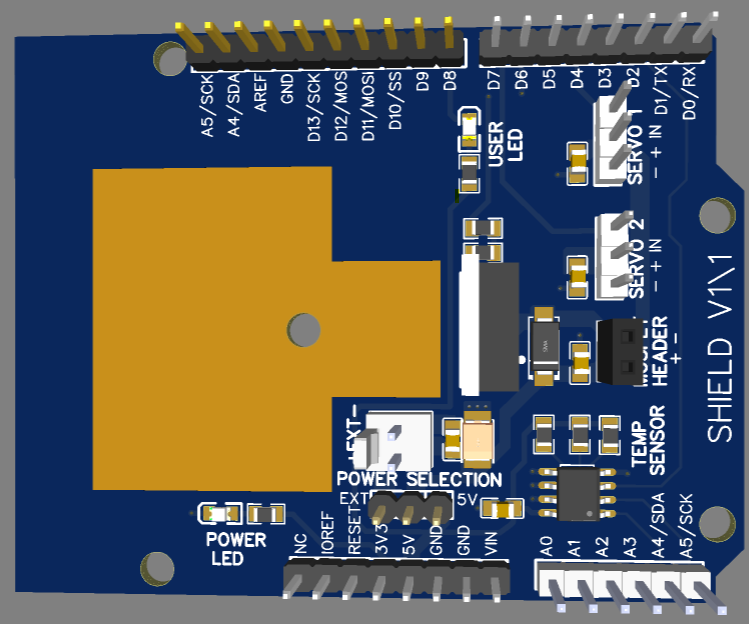 A5/SCK
A4/SDA
AREF
GND
D13/SCK
D12/MOSI
D11/MOSI
D10/SS
D9
D8
D7
D6
D5
D4
D3
D2
D1/TX
D0/RX
USER
LED
SERVO 1
- + IN
SERVO 2
- + IN
HEADER
+ -
SHIELD V1\1
TEMP
SENSOR
EXT-
POWER SELECTION
EXT
5V
POWER
LED
NC
IOREF
RESET
3V3
5V
GND
GND
VIN
A0
A1
A2
A3
A4/SDA
A5/SCK